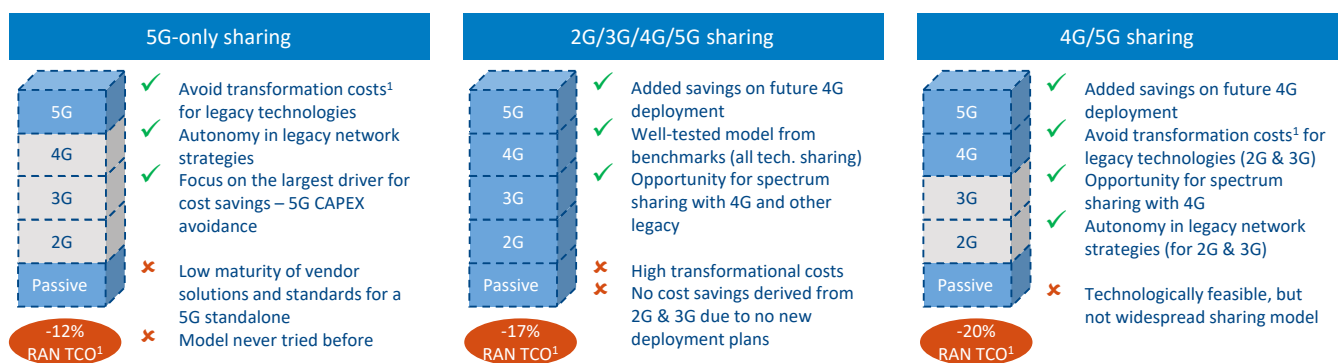 5G-only sharing
5G
4G
3G
2G
Passive
-12%
RAN TCO¹
Avoid transformation costs¹
for legacy technologies
Autonomy in legacy network
strategies
Focus on the largest driver for
cost savings – 5G CAPEX
avoidance
Low maturity of vendor
solutions and standards for a
5G standalone
Model never tried before
2G/3G/4G/5G sharing
5G
4G
3G
2G
Passive
-17%
RAN TCO¹
Added savings on future 4G
deployment
Well-tested model from
benchmarks (all tech. sharing)
Opportunity for spectrum
sharing with 4G and other
legacy
High transformational costs
No cost savings derived from
2G & 3G due to no new
deployment plans
4G/5G sharing
5G
4G
3G
2G
Passive
-20%
RAN TCO¹
Added savings on future 4G
deployment
Avoid transformation costs¹ for
legacy technologies (2G & 3G)
Opportunity for spectrum
sharing with 4G
Autonomy in legacy network
strategies (for 2G & 3G)
Technologically feasible, but
not widespread sharing model